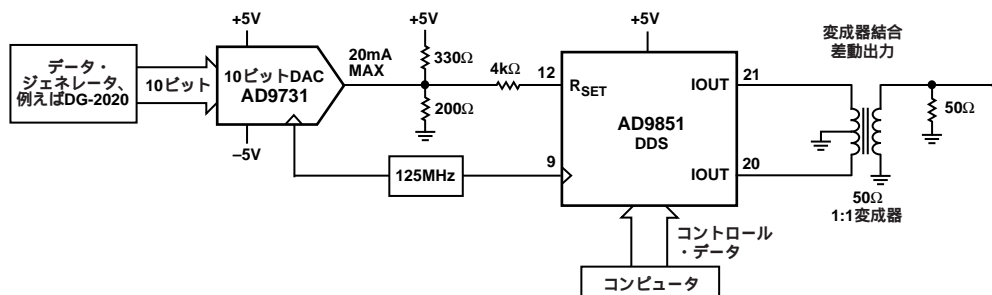 データ・
ジェネレータ、
例えばDG-2020
10ビット
+5V
10ビットDAC
AD9731
–5V
20mA
MAX
+5V
330Ω
200Ω
4kΩ
125MHz
+5V
12
RSET
9
AD9851
DDS
IOUT
21
IOUT
20
コントロール
・データ
コンピュータ
変成器結合
差動出力
50Ω
50Ω
1:1変成器